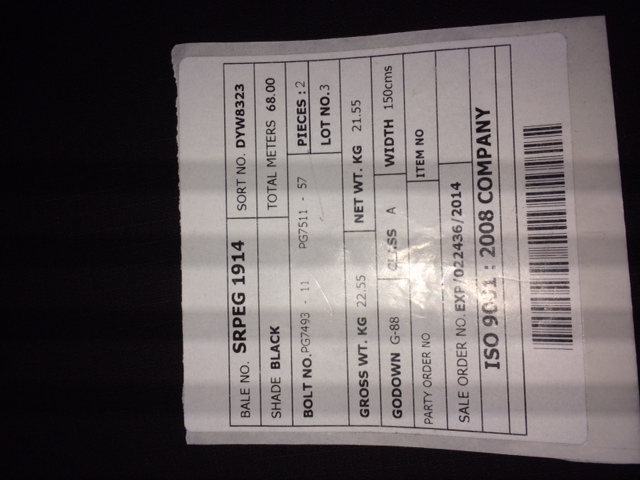 BALE NO. SRPEG 1914 SORT NO. DYW8323
SHADE BLACK TOTAL METERS 68.00
BOLT NO. PG7493 - 11 PG7511 - 57 PIECES : 2
LOT NO. 3
GROSS WT. KG 22.55 NET WT. KG 21.55
GODOWN G-88 CLASS A WIDTH 150cms
PARTY ORDER NO ITEM NO
SALE ORDER NO. EXP/022436/2014
ISO 9001 : 2008 COMPANY